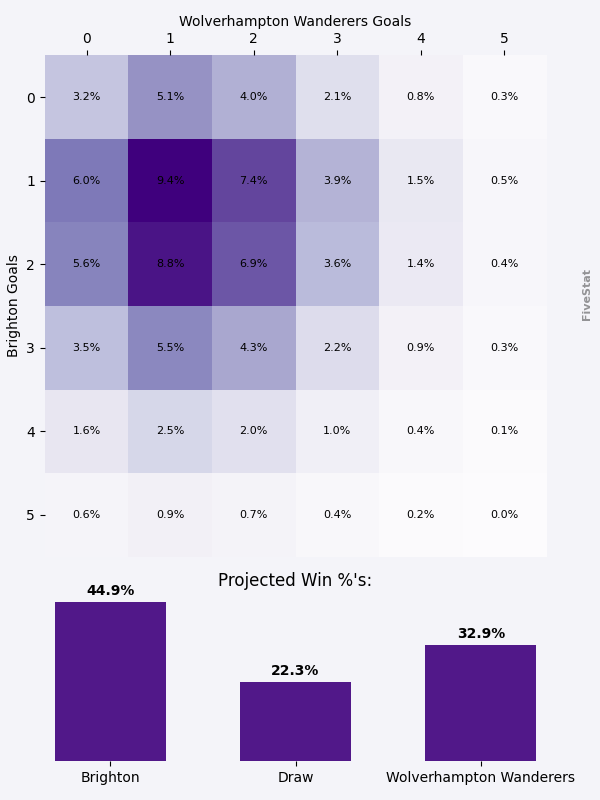 Wolverhampton Wanderers Goals
0 1 2 3 4 5
0 3.2% 5.1% 4.0% 2.1% 0.8% 0.3%
1 6.0% 9.4% 7.4% 3.9% 1.5% 0.5%
2 5.6% 8.8% 6.9% 3.6% 1.4% 0.4%
3 3.5% 5.5% 4.3% 2.2% 0.9% 0.3%
4 1.6% 2.5% 2.0% 1.0% 0.4% 0.1%
5 0.6% 0.9% 0.7% 0.4% 0.2% 0.0%
Brighton Goals
FiveStat
Projected Win %'s:
44.9% 22.3% 32.9%
Brighton Draw Wolverhampton Wanderers